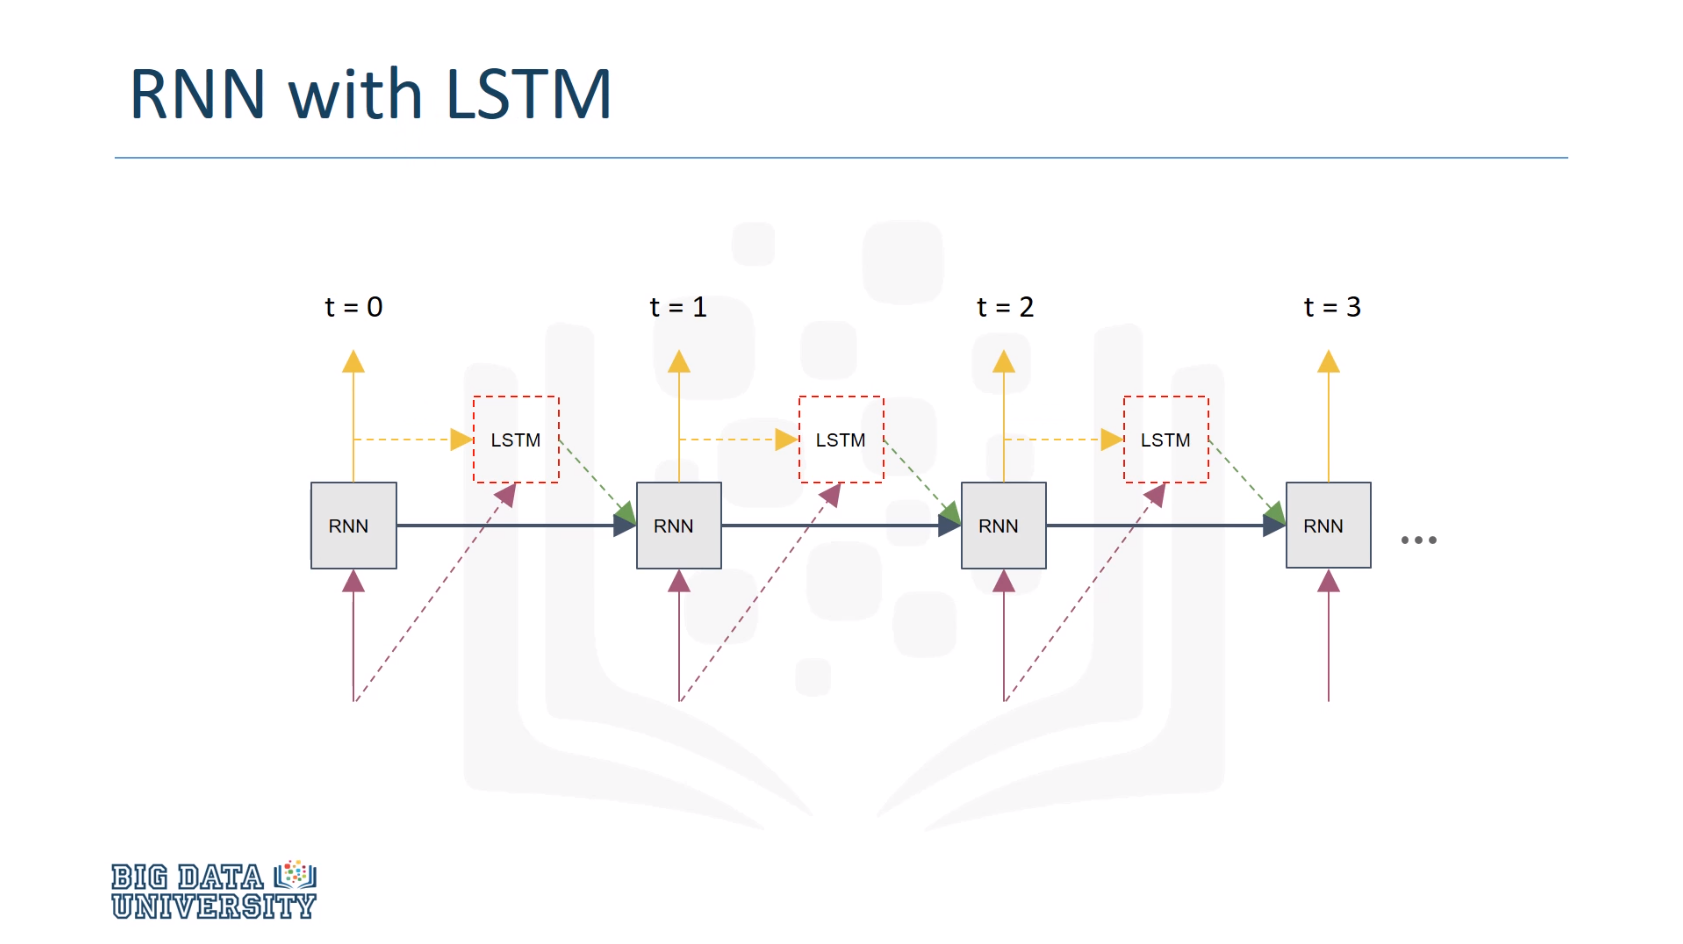 RNN with LSTM
t = 0
t = 1
t = 2
t = 3
LSTM
LSTM
LSTM
RNN
RNN
RNN
RNN
...
BIG DATA
UNIVERSITY